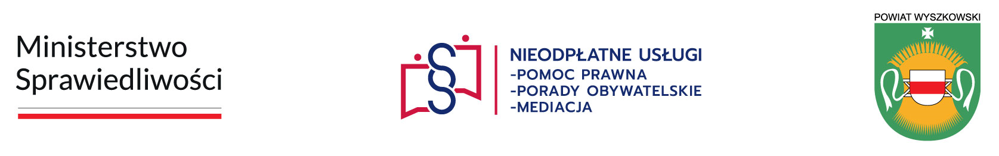 Ministerstwo
Sprawiedliwości
NIEODPŁATNE USŁUGI
-POMOC PRAWNA
-PORADY OBYWATELSKIE
-MEDIACJA
POWIAT WYSZKOWSKI